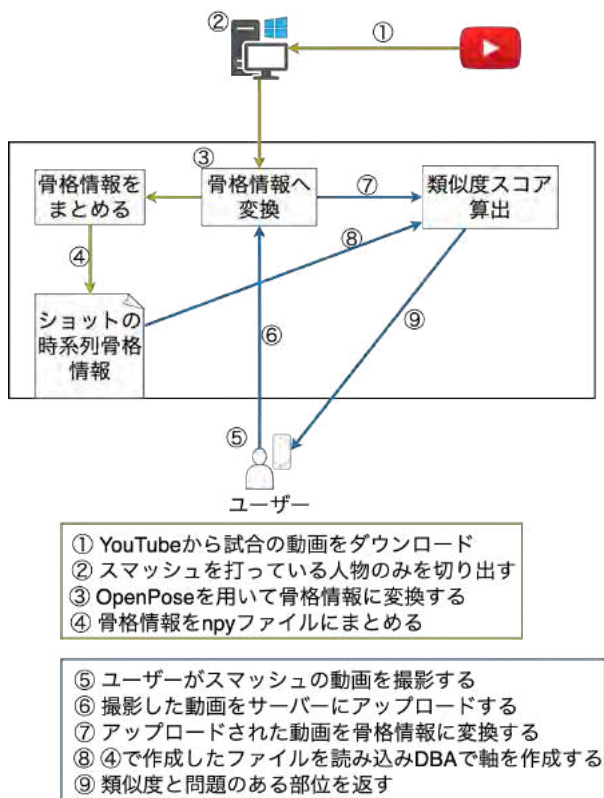 ②
①
③
骨格情報を
まとめる
骨格情報へ
変換
⑦
類似度スコア
算出
④
⑧
ショットの
時系列骨格
情報
⑥
⑨
⑤
ユーザー
① YouTubeから試合の動画をダウンロード
② スマッシュを打っている人物のみを切り出す
③ OpenPoseを用いて骨格情報に変換する
④ 骨格情報をnpyファイルにまとめる
⑤ ユーザーがスマッシュの動画を撮影する
⑥ 撮影した動画をサーバーにアップロードする
⑦ アップロードされた動画を骨格情報に変換する
⑧ ④で作成したファイルを読み込みDBAで軸を作成する
⑨ 類似度と問題のある部位を返す